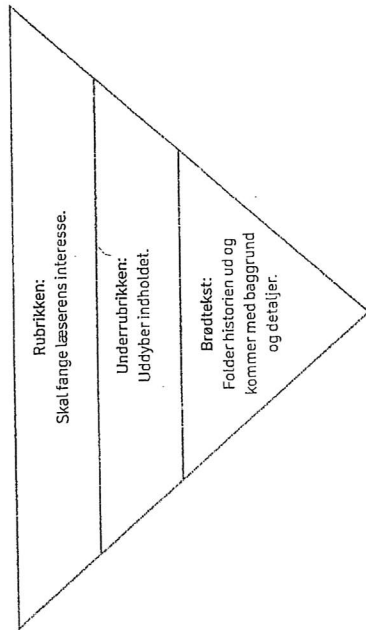 Rubrikken:
Skal fange læserens interesse.
Underrubrikken:
Uddyber indholdet.
Brødtekst:
Folder historien ud og
kommer med baggrund
og detaljer.